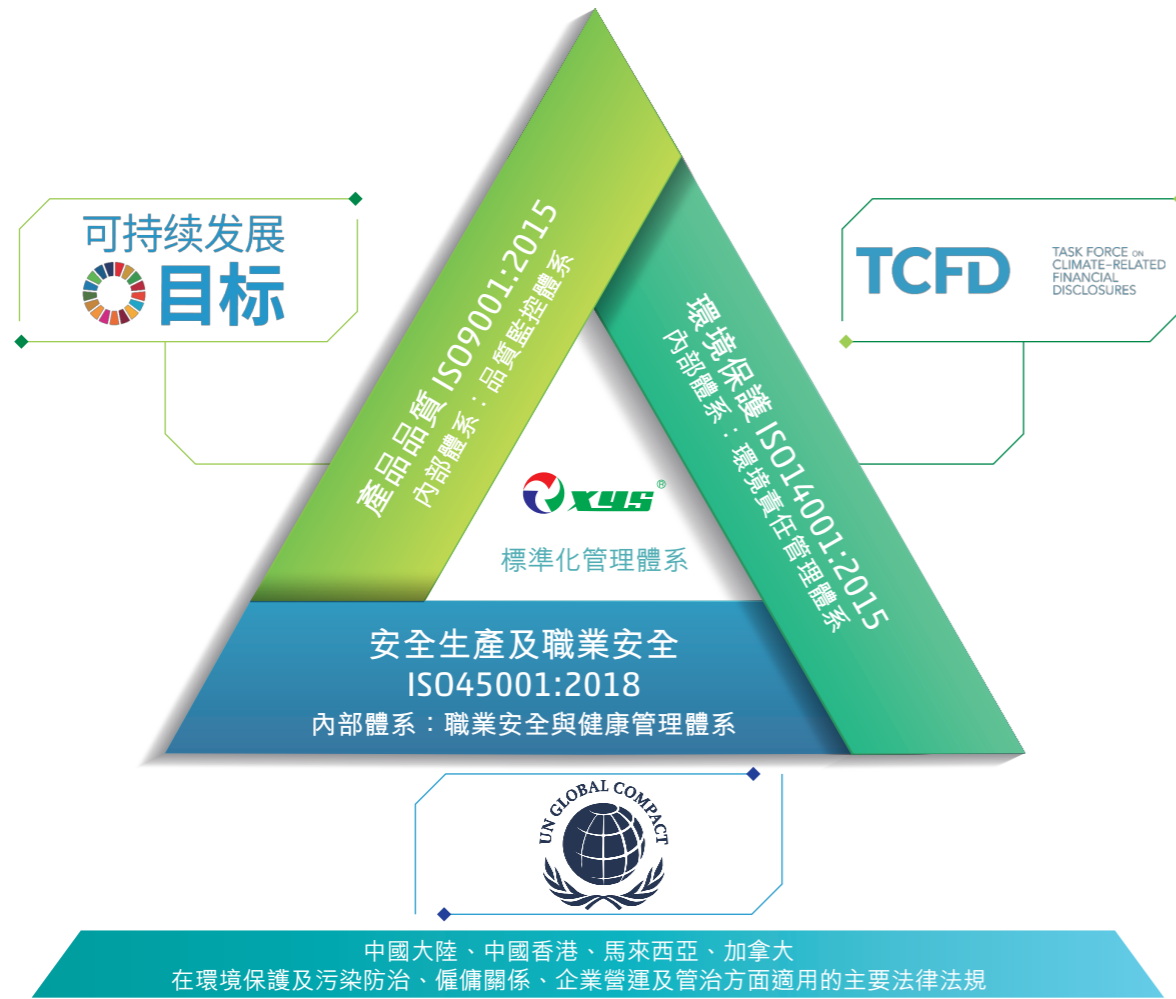 可持续发展
目标
TCFD
TASK FORCE ON
CLIMATE-RELATED
FINANCIAL
DISCLOSURES
產品品質 ISO9001:2015
內部體系：品質監控體系
環境保護 ISO14001:2015
內部體系：環境責任管理體系
xys®
標準化管理體系
安全生產及職業安全
ISO45001:2018
內部體系：職業安全與健康管理體系
UN GLOBAL COMPACT
中國大陸、中國香港、馬來西亞、加拿大
在環境保護及污染防治、僱傭關係、企業營運及管治方面適用的主要法律法規